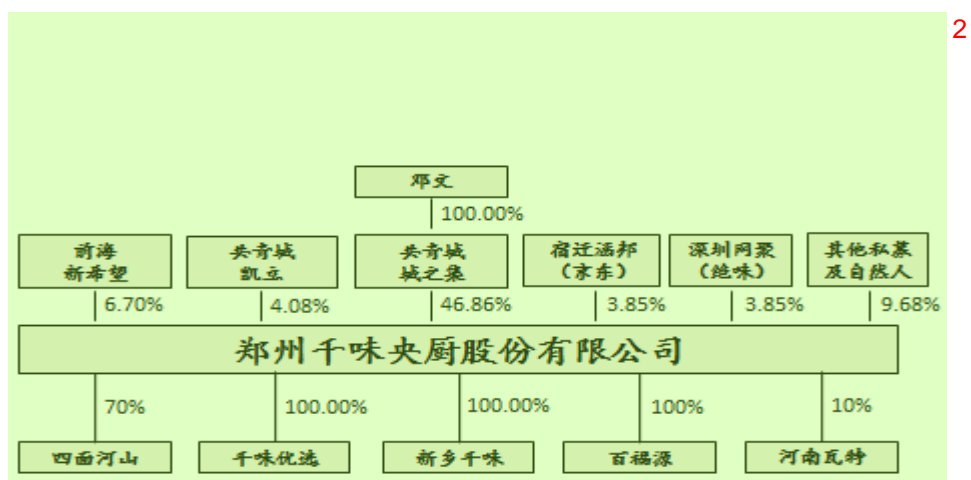 2
邓文
100.00%
前海
新希望
共青城
凯立
共青城
城之集
宿迁涵邦
(京东)
深圳网聚
(绝味)
其他私募
及自然人
6.70%
4.08%
46.86%
3.85%
3.85%
9.68%
郑州千味央厨股份有限公司
70%
100.00%
100.00%
100%
10%
四面河山
千味优选
新乡千味
百福源
河南瓦特